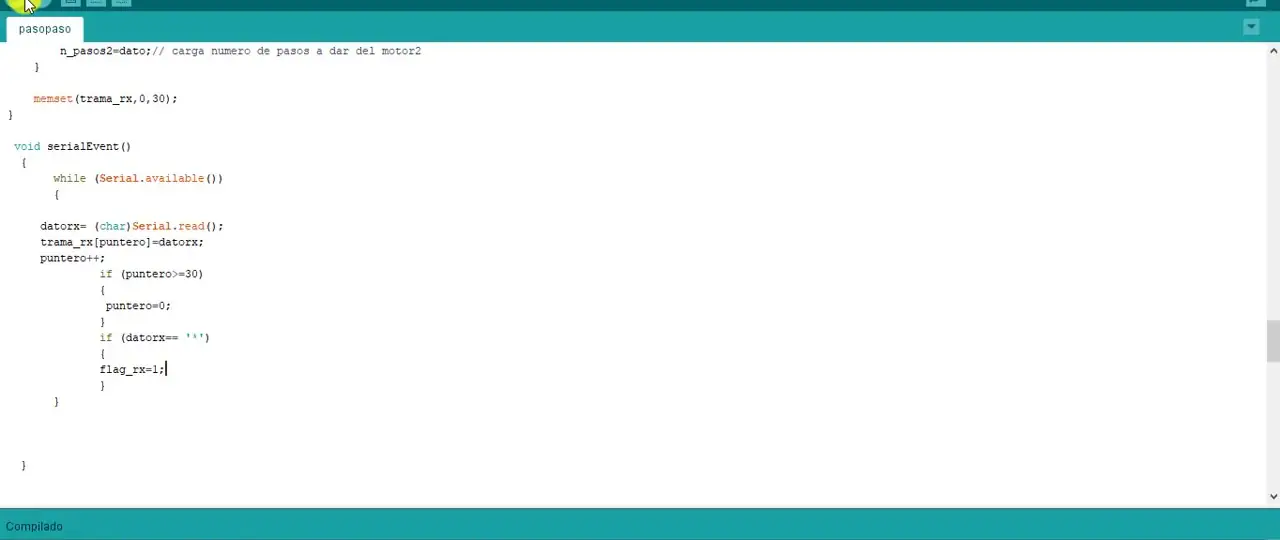 pasopaso
n_pasos2=dato;// carga numero de pasos a dar del motor2
}
memset(trama_rx,0,30);
}
void serialEvent()
{
while (Serial.available())
{
datorx= (char)Serial.read();
trama_rx[puntero]=datorx;
puntero++;
if (puntero>=30)
{
puntero=0;
}
if (datorx== '*')
{
flag_rx=1;
}
}
}
Compilado